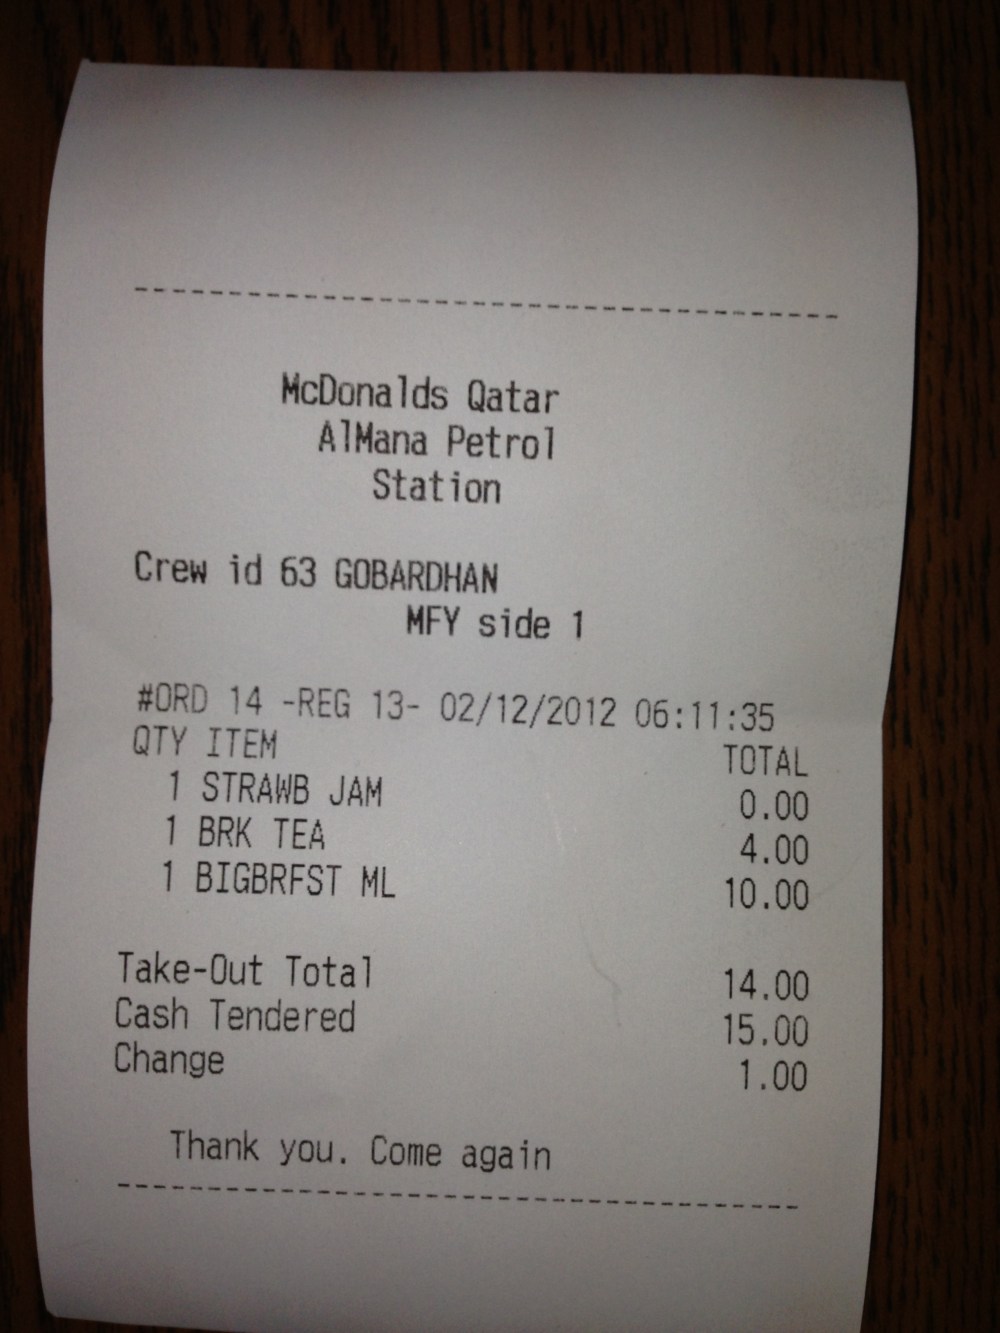 McDonalds Qatar
AlMana Petrol
Station
Crew id 63 GOBARDHAN
MFY side 1
#ORD 14 -REG 13- 02/12/2012 06:11:35
QTY ITEM TOTAL
1 STRAWB JAM 0.00
1 BRK TEA 4.00
1 BIGBRFST ML 10.00
Take-Out Total 14.00
Cash Tendered 15.00
Change 1.00
Thank you. Come again